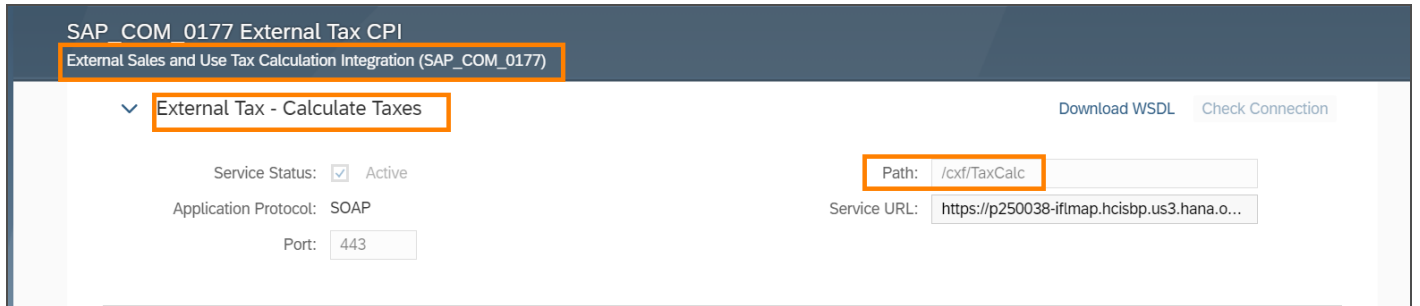 SAP_COM_0177 External Tax CPI
External Sales and Use Tax Calculation Integration (SAP_COM_0177)
External Tax - Calculate Taxes
Download WSDL Check Connection
Service Status: Active Path: /cxf/TaxCalc
Application Protocol: SOAP Service URL: https://p250038-iflmap.hcisbp.us3.hana.o...
Port: 443